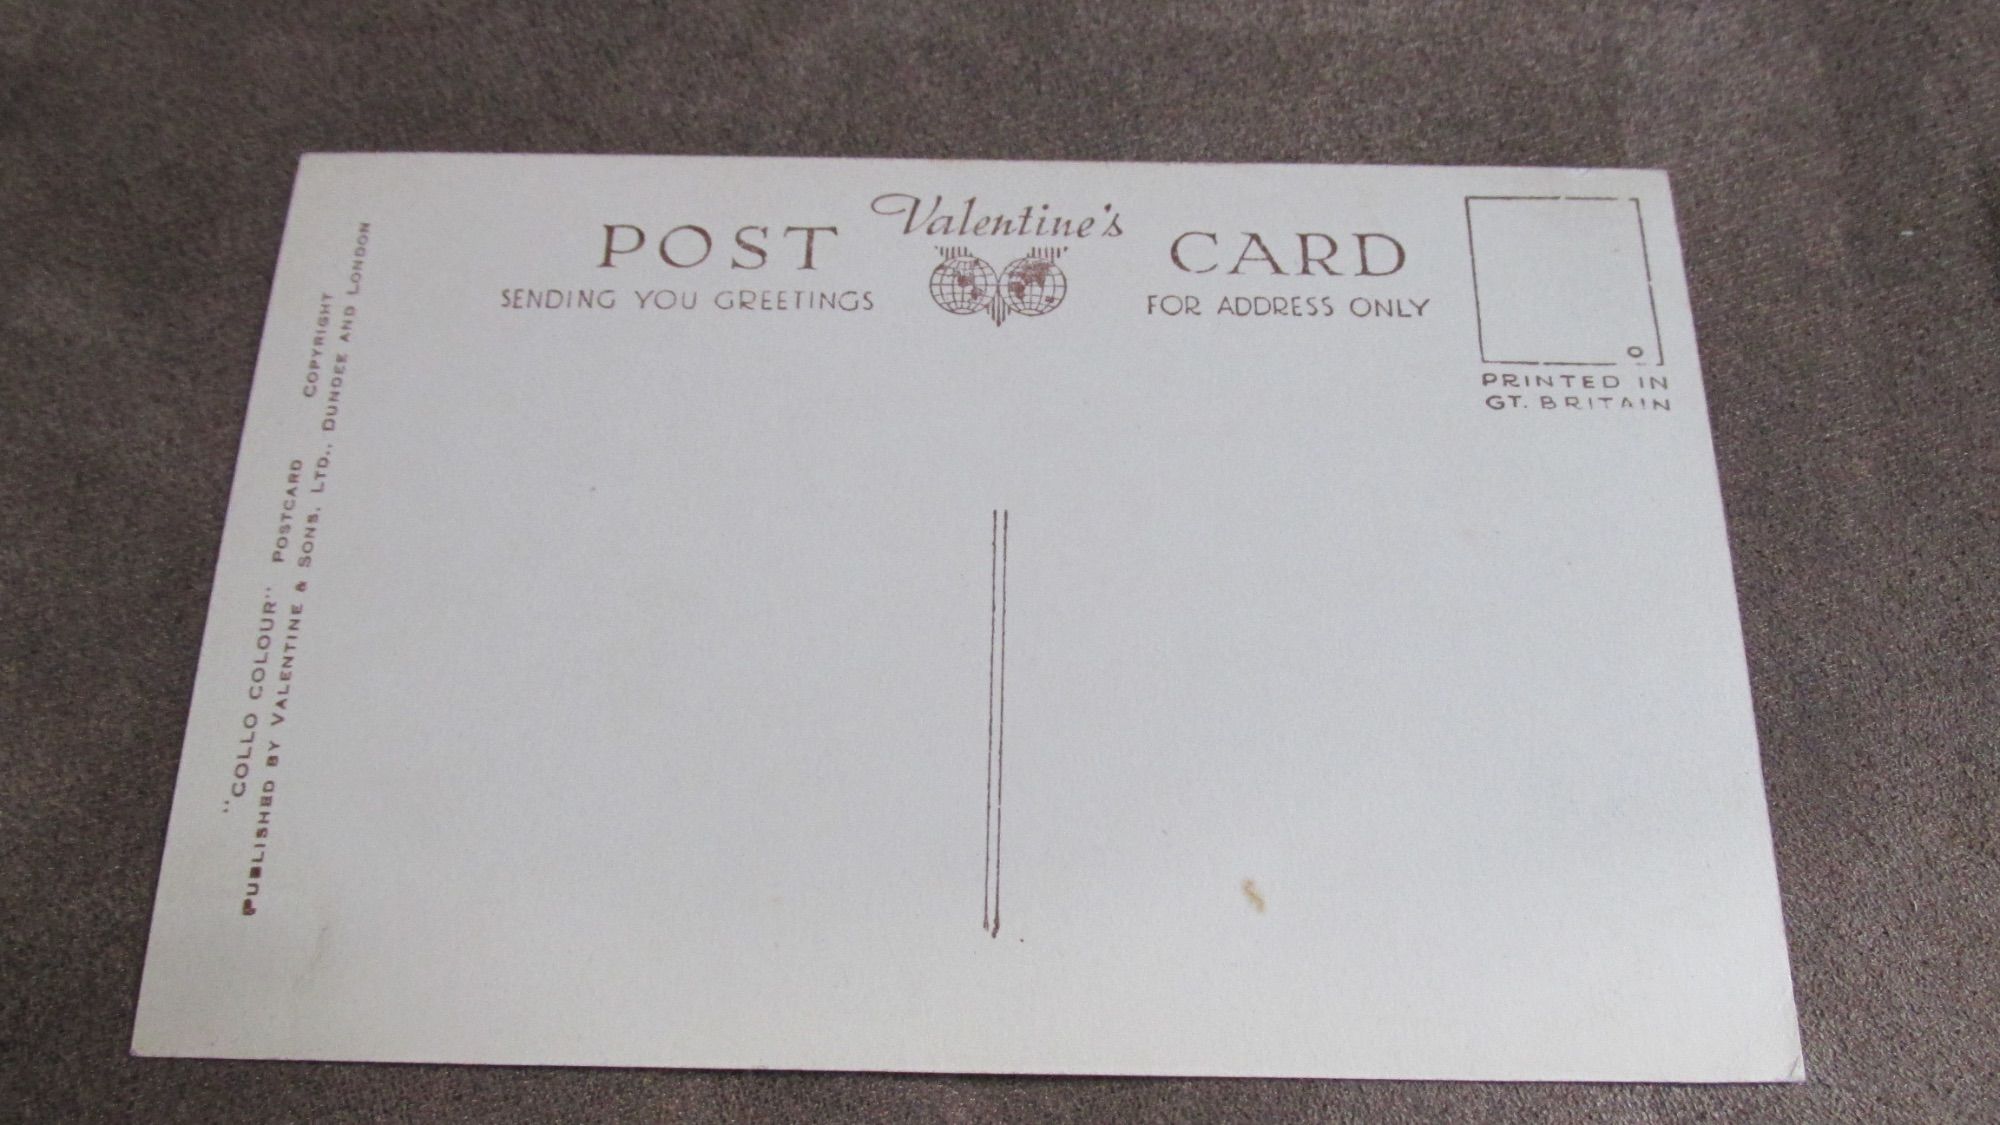 Valentine's
POST CARD
SENDING YOU GREETINGS
FOR ADDRESS ONLY
O
PRINTED IN
GT. BRITAIN
"COLLO COLOUR" POSTCARD COPYRIGHT
PUBLISHED BY VALENTINE & SONS, LTD., DUNDEE AND LONDON